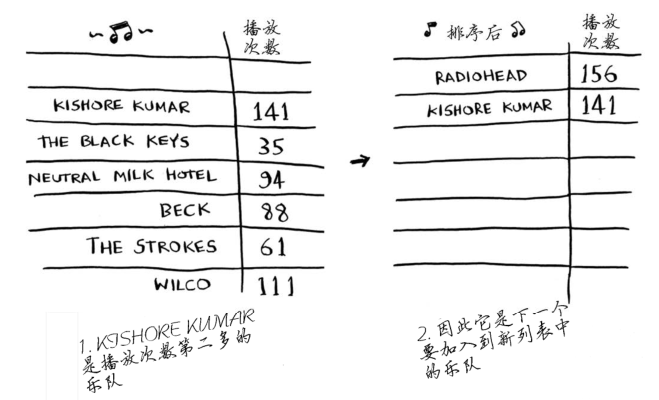 播放
次数
KISHORE KUMAR 141
THE BLACK KEYS 35
NEUTRAL MILK HOTEL 94
BECK 88
THE STROKES 61
WILCO 111
1. KISHORE KUMAR
是播放次数第二多的
乐队
排序后
播放
次数
RADIOHEAD 156
KISHORE KUMAR 141
2. 因此它是下一个
要加入到新列表中
的乐队